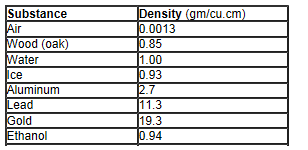 Substance Density (gm/cu.cm)
Air 0.0013
Wood (oak) 0.85
Water 1.00
Ice 0.93
Aluminum 2.7
Lead 11.3
Gold 19.3
Ethanol 0.94